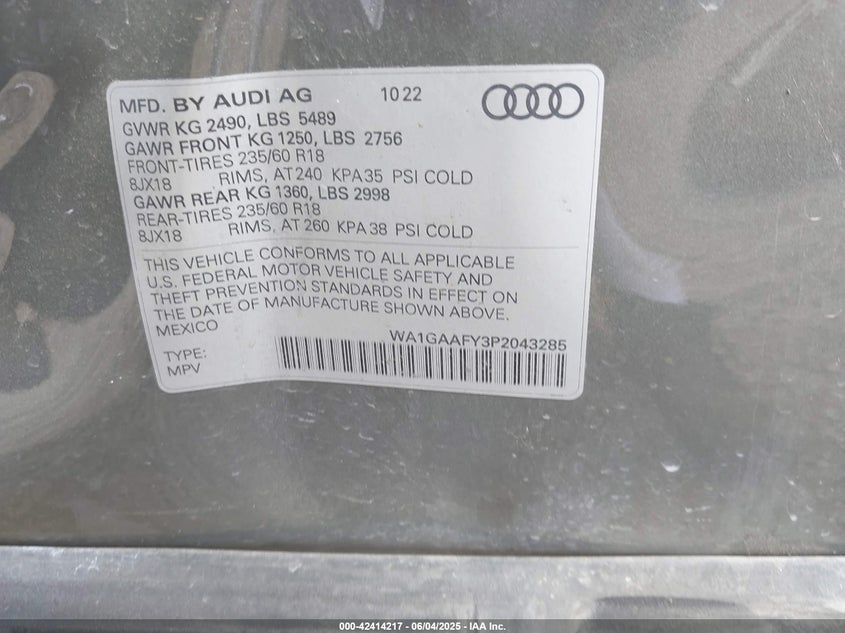 MFD. BY AUDI AG 10 22
GVWR KG 2490, LBS 5489
GAWR FRONT KG 1250, LBS 2756
FRONT-TIRES 235/60 R18
8JX18 RIMS, AT 240 KPA 35 PSI COLD
GAWR REAR KG 1360, LBS 2998
REAR-TIRES 235/60 R18
8JX18 RIMS, AT 260 KPA 38 PSI COLD
THIS VEHICLE CONFORMS TO ALL APPLICABLE
U.S. FEDERAL MOTOR VEHICLE SAFETY AND
THEFT PREVENTION STANDARDS IN EFFECT ON
THE DATE OF MANUFACTURE SHOWN ABOVE.
MEXICO
WA1GAAFY3P2043285
TYPE:
MPV
000-42414217 - 06/04/2025 - IAA Inc.